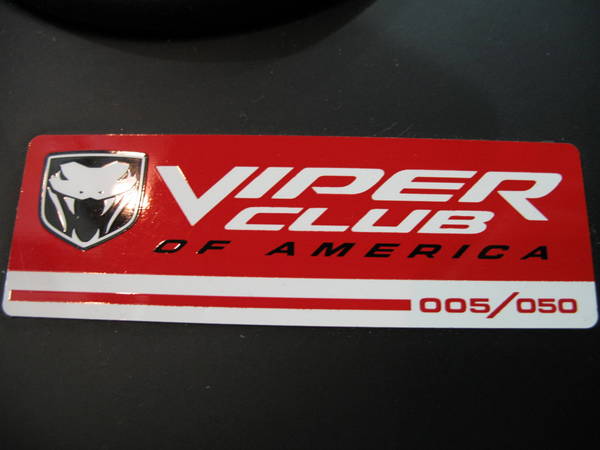 VIPER
CLUB
OF AMERICA
005/050